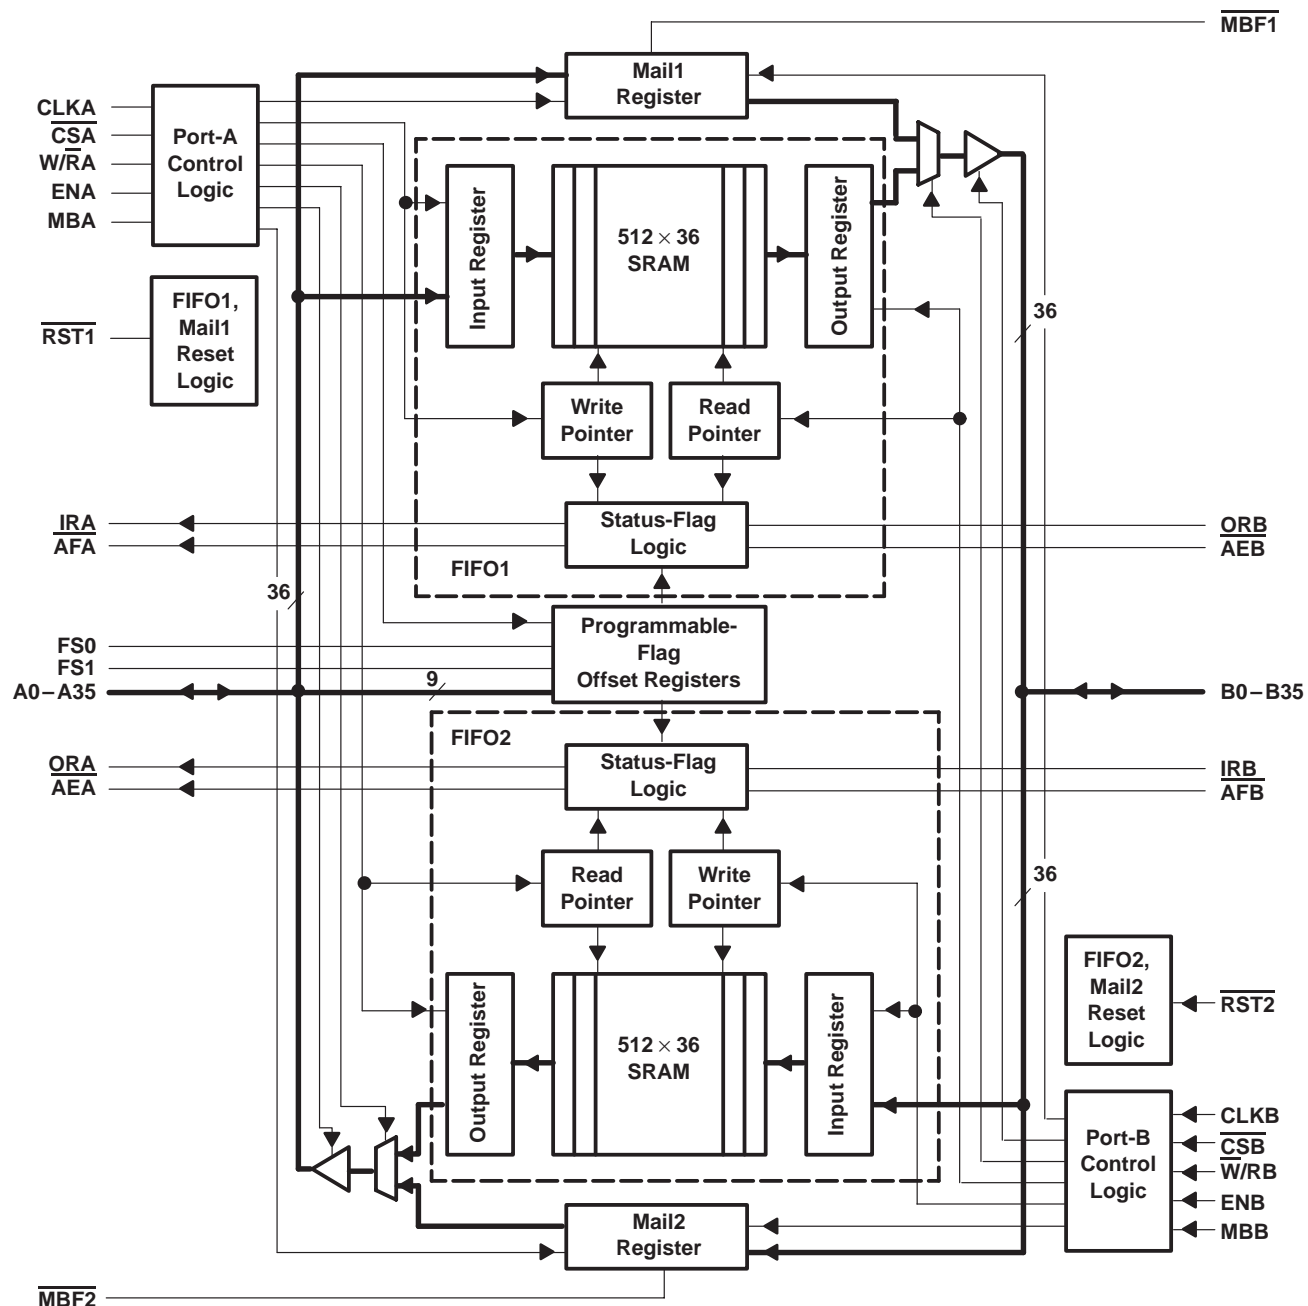 MBF1
Mail1
Register
CLKA
CSA
W/RA
ENA
MBA
Port-A
Control
Logic
Input Register
512 × 36
SRAM
Output Register
RST1
FIFO1,
Mail1
Reset
Logic
36
Write
Pointer
Read
Pointer
IRA
AFA
Status-Flag
Logic
ORB
AEB
FIFO1
36
FS0
FS1
A0–A35
9
Programmable-
Flag
Offset Registers
B0–B35
FIFO2
ORA
AEA
Status-Flag
Logic
IRB
AFB
Read
Pointer
Write
Pointer
36
Output Register
512 × 36
SRAM
Input Register
FIFO2,
Mail2
Reset
Logic
RST2
Port-B
Control
Logic
CLKB
CSB
W/RB
ENB
MBB
Mail2
Register
MBF2